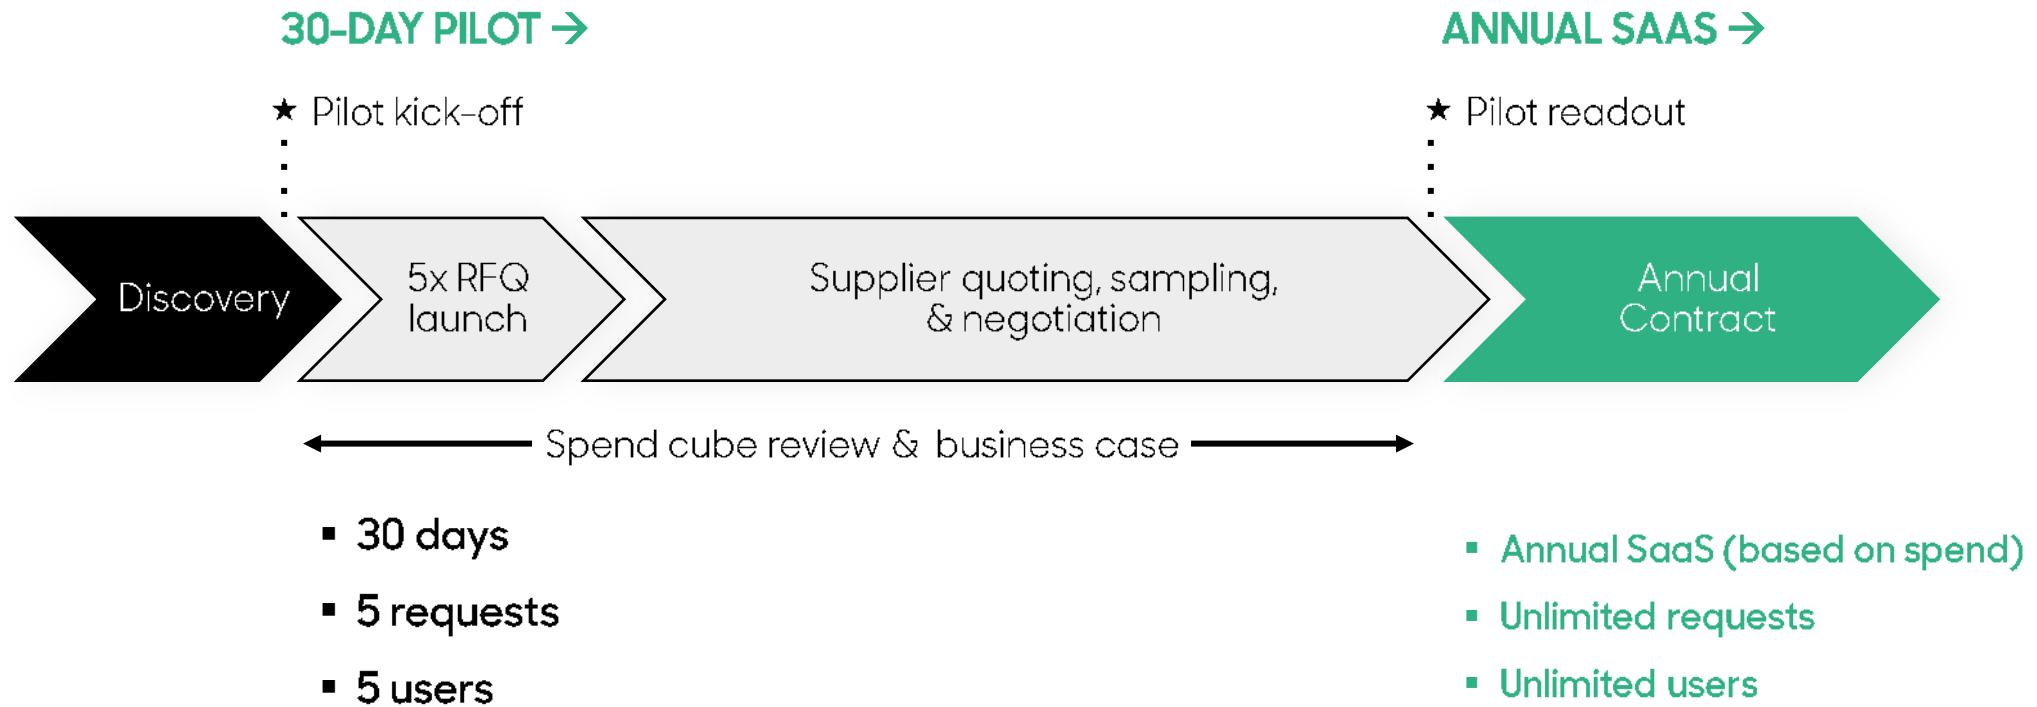 30-DAY PILOT →
ANNUAL SAAS →
★ Pilot kick-off
★ Pilot readout
Discovery
5x RFQ
launch
Supplier quoting, sampling,
& negotiation
Annual
Contract
Spend cube review & business case
▪ 30 days
▪ 5 requests
▪ 5 users
▪ Annual SaaS (based on spend)
▪ Unlimited requests
▪ Unlimited users